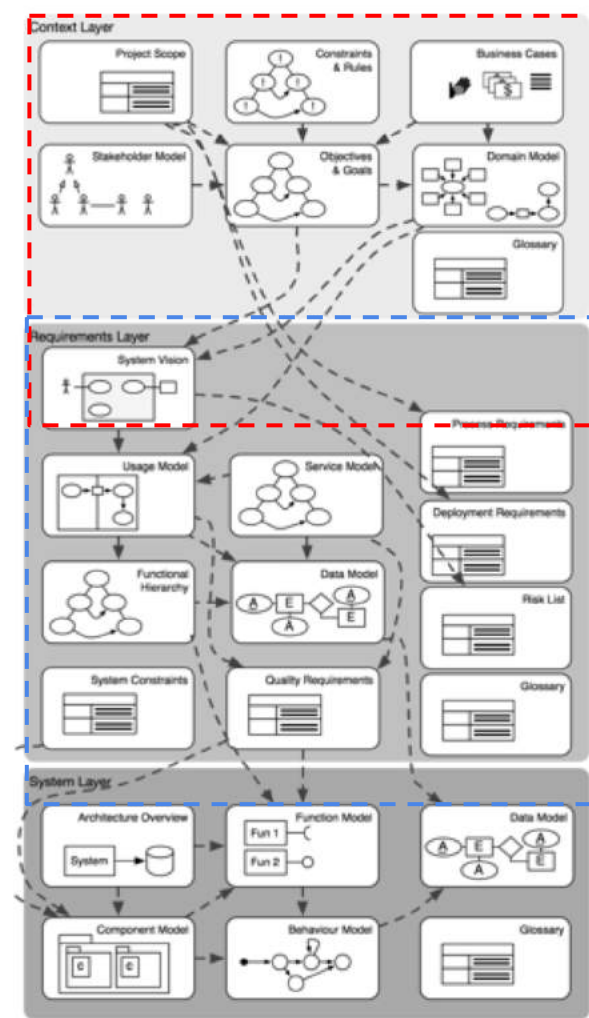 Context Layer
Project Scope
Constraints
& Rules
! ! ! ! !
Business Cases
$
Stakeholder Model
Objectives
& Goals
Domain Model
Glossary
Requirements Layer
System Vision
Process Requirements
Usage Model
Service Model
Deployment Requirements
Functional
Hierarchy
Data Model
A E A
A E
Risk List
System Constraints
Quality Requirements
Glossary
System Layer
Architecture Overview
System
Function Model
Fun 1
Fun 2
Data Model
A E A
A E
Component Model
C C
Behaviour Model
Glossary